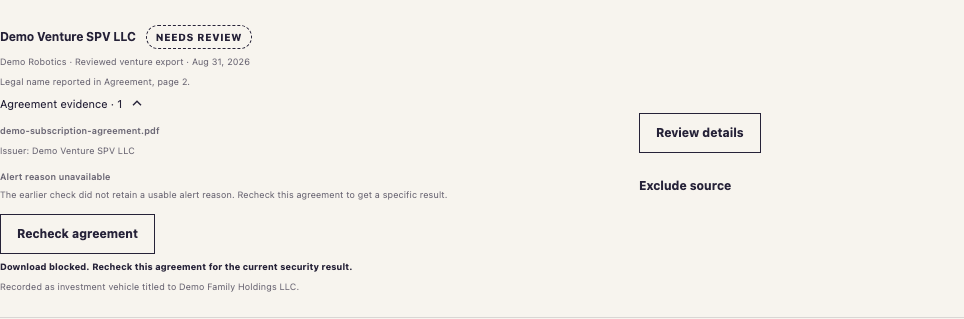 Demo Venture SPV LLC NEEDS REVIEW
Demo Robotics · Reviewed venture export · Aug 31, 2026
Legal name reported in Agreement, page 2.
Agreement evidence · 1
demo-subscription-agreement.pdf
Review details
Issuer: Demo Venture SPV LLC
Alert reason unavailable
Exclude source
The earlier check did not retain a usable alert reason. Recheck this agreement to get a specific result.
Recheck agreement
Download blocked. Recheck this agreement for the current security result.
Recorded as investment vehicle titled to Demo Family Holdings LLC.